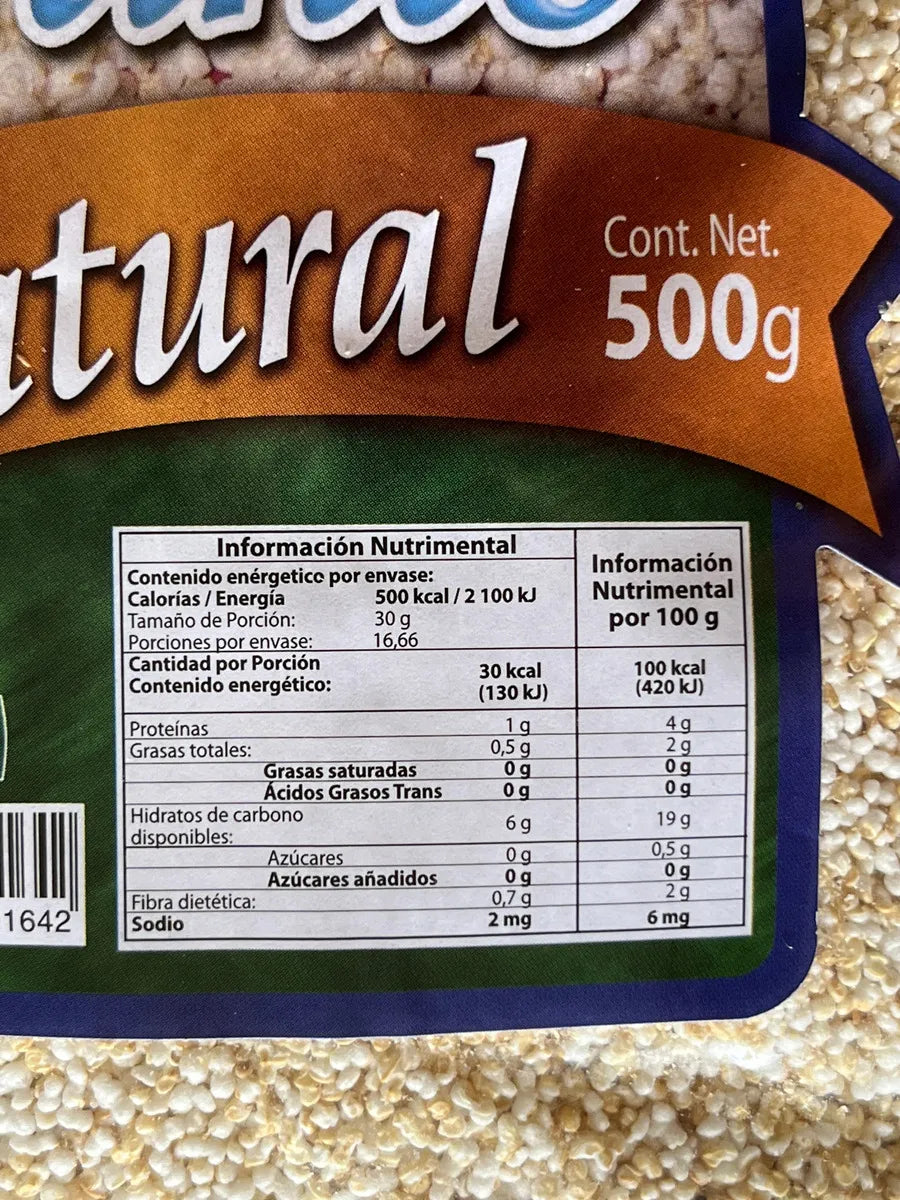 atural
Cont. Net.
500g
Información Nutrimental
Contenido enérgetico por envase:
Calorías / Energía 500 kcal / 2 100 kJ
Tamaño de Porción: 30 g
Porciones por envase: 16,66
Información
Nutrimental
por 100 g
Cantidad por Porción
Contenido energético: 30 kcal (130 kJ) 100 kcal (420 kJ)
Proteínas 1 g 4 g
Grasas totales: 0,5 g 2 g
Grasas saturadas 0 g 0 g
Ácidos Grasos Trans 0 g 0 g
Hidratos de carbono
disponibles: 6 g 19 g
Azúcares 0 g 0,5 g
Azúcares añadidos 0 g 0 g
Fibra dietética: 0,7 g 2 g
Sodio 2 mg 6 mg
1642